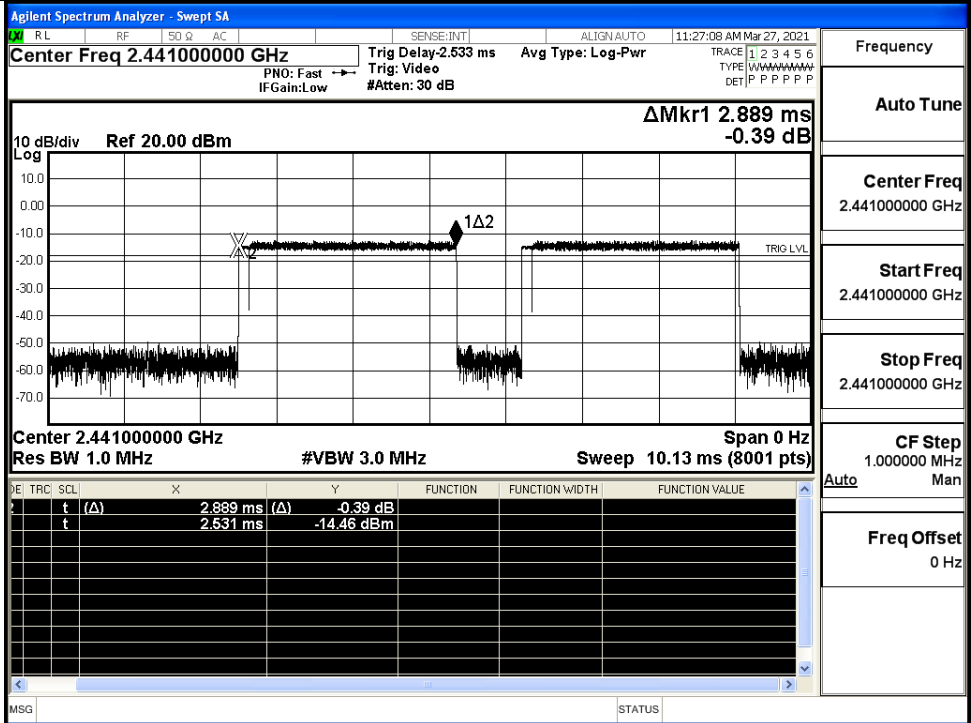 Agilent Spectrum Analyzer - Swept SA
LXI RL RF 50 Ω AC SENSE:INT ALIGN AUTO 11:27:08 AM Mar 27, 2021
Center Freq 2.441000000 GHz
PNO: Fast
IFGain:Low
Trig Delay-2.533 ms
Trig: Video
#Atten: 30 dB
Avg Type: Log-Pwr
TRACE 1 2 3 4 5 6
TYPE WWWWWW
DET P P P P P P
ΔMkr1 2.889 ms
-0.39 dB
10 dB/div Ref 20.00 dBm
Log
10.0
0.00
-10.0
-20.0
-30.0
-40.0
-50.0
-60.0
-70.0
1Δ2
2
TRIG LVL
Center 2.441000000 GHz Span 0 Hz
Res BW 1.0 MHz #VBW 3.0 MHz Sweep 10.13 ms (8001 pts)
TRC SCL X Y FUNCTION FUNCTION WIDTH FUNCTION VALUE
t (Δ) 2.889 ms (Δ) -0.39 dB
t 2.531 ms -14.46 dBm
MSG STATUS
Frequency
Auto Tune
Center Freq
2.441000000 GHz
Start Freq
2.441000000 GHz
Stop Freq
2.441000000 GHz
CF Step
1.000000 MHz
Auto Man
Freq Offset
0 Hz